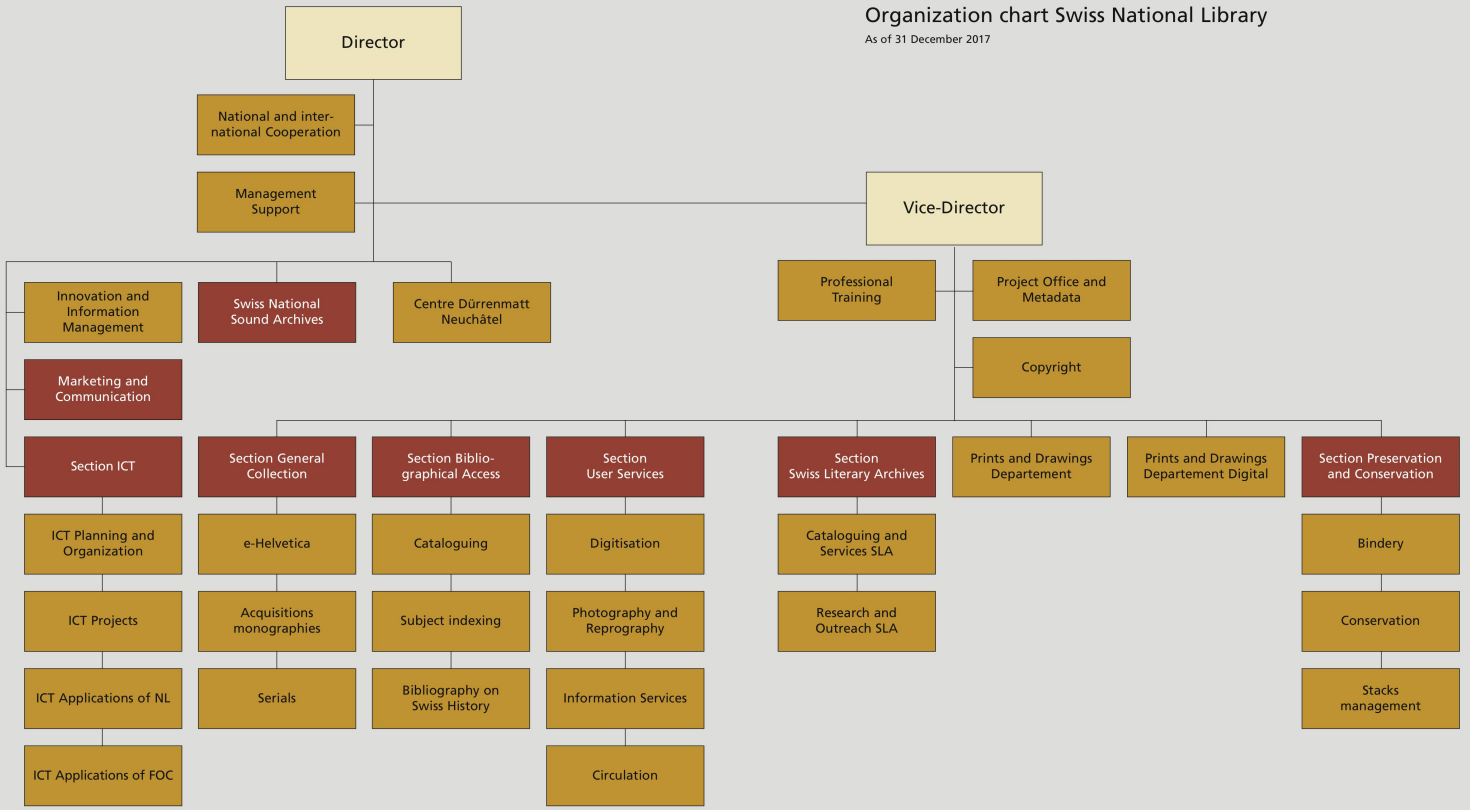 Organization chart Swiss National Library
As of 31 December 2017
Director
National and inter-
national Cooperation
Management
Support
Vice-Director
Professional
Training
Project Office and
Metadata
Copyright
Innovation and
Information
Management
Swiss National
Sound Archives
Centre Dürrenmatt
Neuchâtel
Marketing and
Communication
Section ICT
ICT Planning and
Organization
ICT Projects
ICT Applications of NL
ICT Applications of FOC
Section General
Collection
e-Helvetica
Acquisitions
monographies
Serials
Section Biblio-
graphical Access
Cataloguing
Subject indexing
Bibliography on
Swiss History
Section
User Services
Digitisation
Photography and
Reprography
Information Services
Circulation
Section
Swiss Literary Archives
Cataloguing and
Services SLA
Research and
Outreach SLA
Prints and Drawings
Departement
Prints and Drawings
Departement Digital
Section Preservation
and Conservation
Bindery
Conservation
Stacks
management